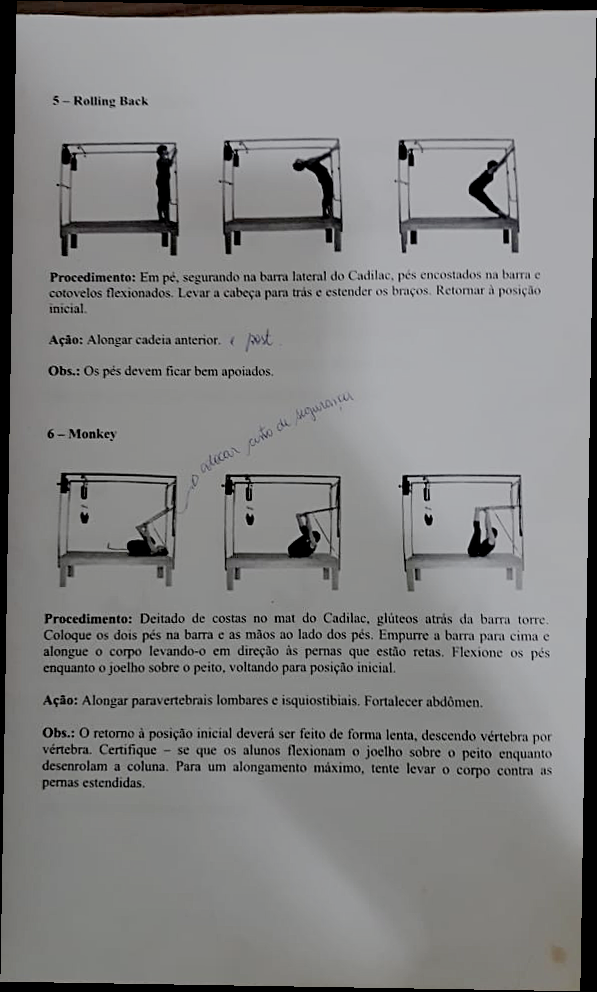 5 – Rolling Back
Procedimento: Em pé, segurando na barra lateral do Cadilac, pés encostados na barra e
cotovelos flexionados. Levar a cabeça para trás e estender os braços. Retornar à posição
inicial.
Ação: Alongar cadeia anterior. e post.
Obs.: Os pés devem ficar bem apoiados.
colocar cinto de segurança
6 – Monkey
Procedimento: Deitado de costas no mat do Cadilac, glúteos atrás da barra torre.
Coloque os dois pés na barra e as mãos ao lado dos pés. Empurre a barra para cima e
alongue o corpo levando-o em direção às pernas que estão retas. Flexione os pés
enquanto o joelho sobre o peito, voltando para posição inicial.
Ação: Alongar paravertebrais lombares e isquiostibiais. Fortalecer abdômen.
Obs.: O retorno à posição inicial deverá ser feito de forma lenta, descendo vértebra por
vértebra. Certifique – se que os alunos flexionam o joelho sobre o peito enquanto
desenrolam a coluna. Para um alongamento máximo, tente levar o corpo contra as
pernas estendidas.